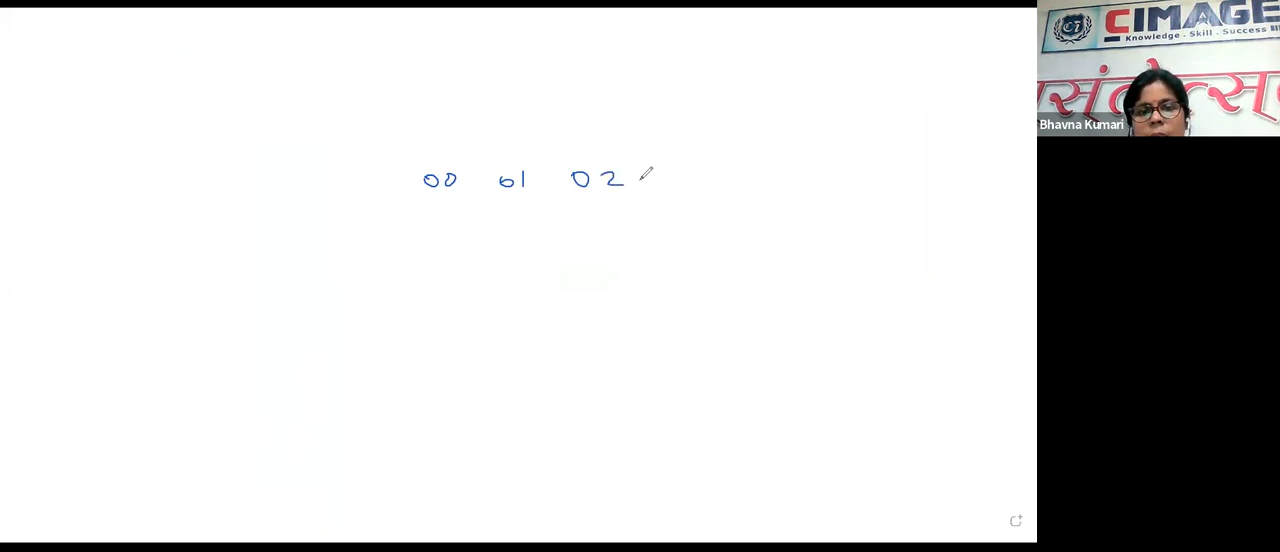 00 01 02
CIMAGE
Knowledge . Skill . Success
संतोत्स
Bhavna Kumari